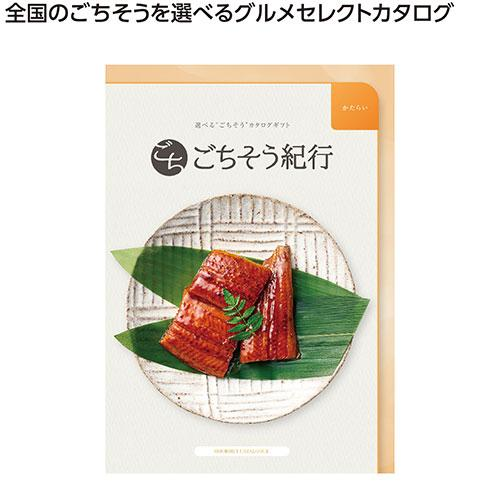 全国のごちそうを選べるグルメセレクトカタログ
かたらい
選べる"ごちそう"カタログギフト
ごち ごちそう紀行